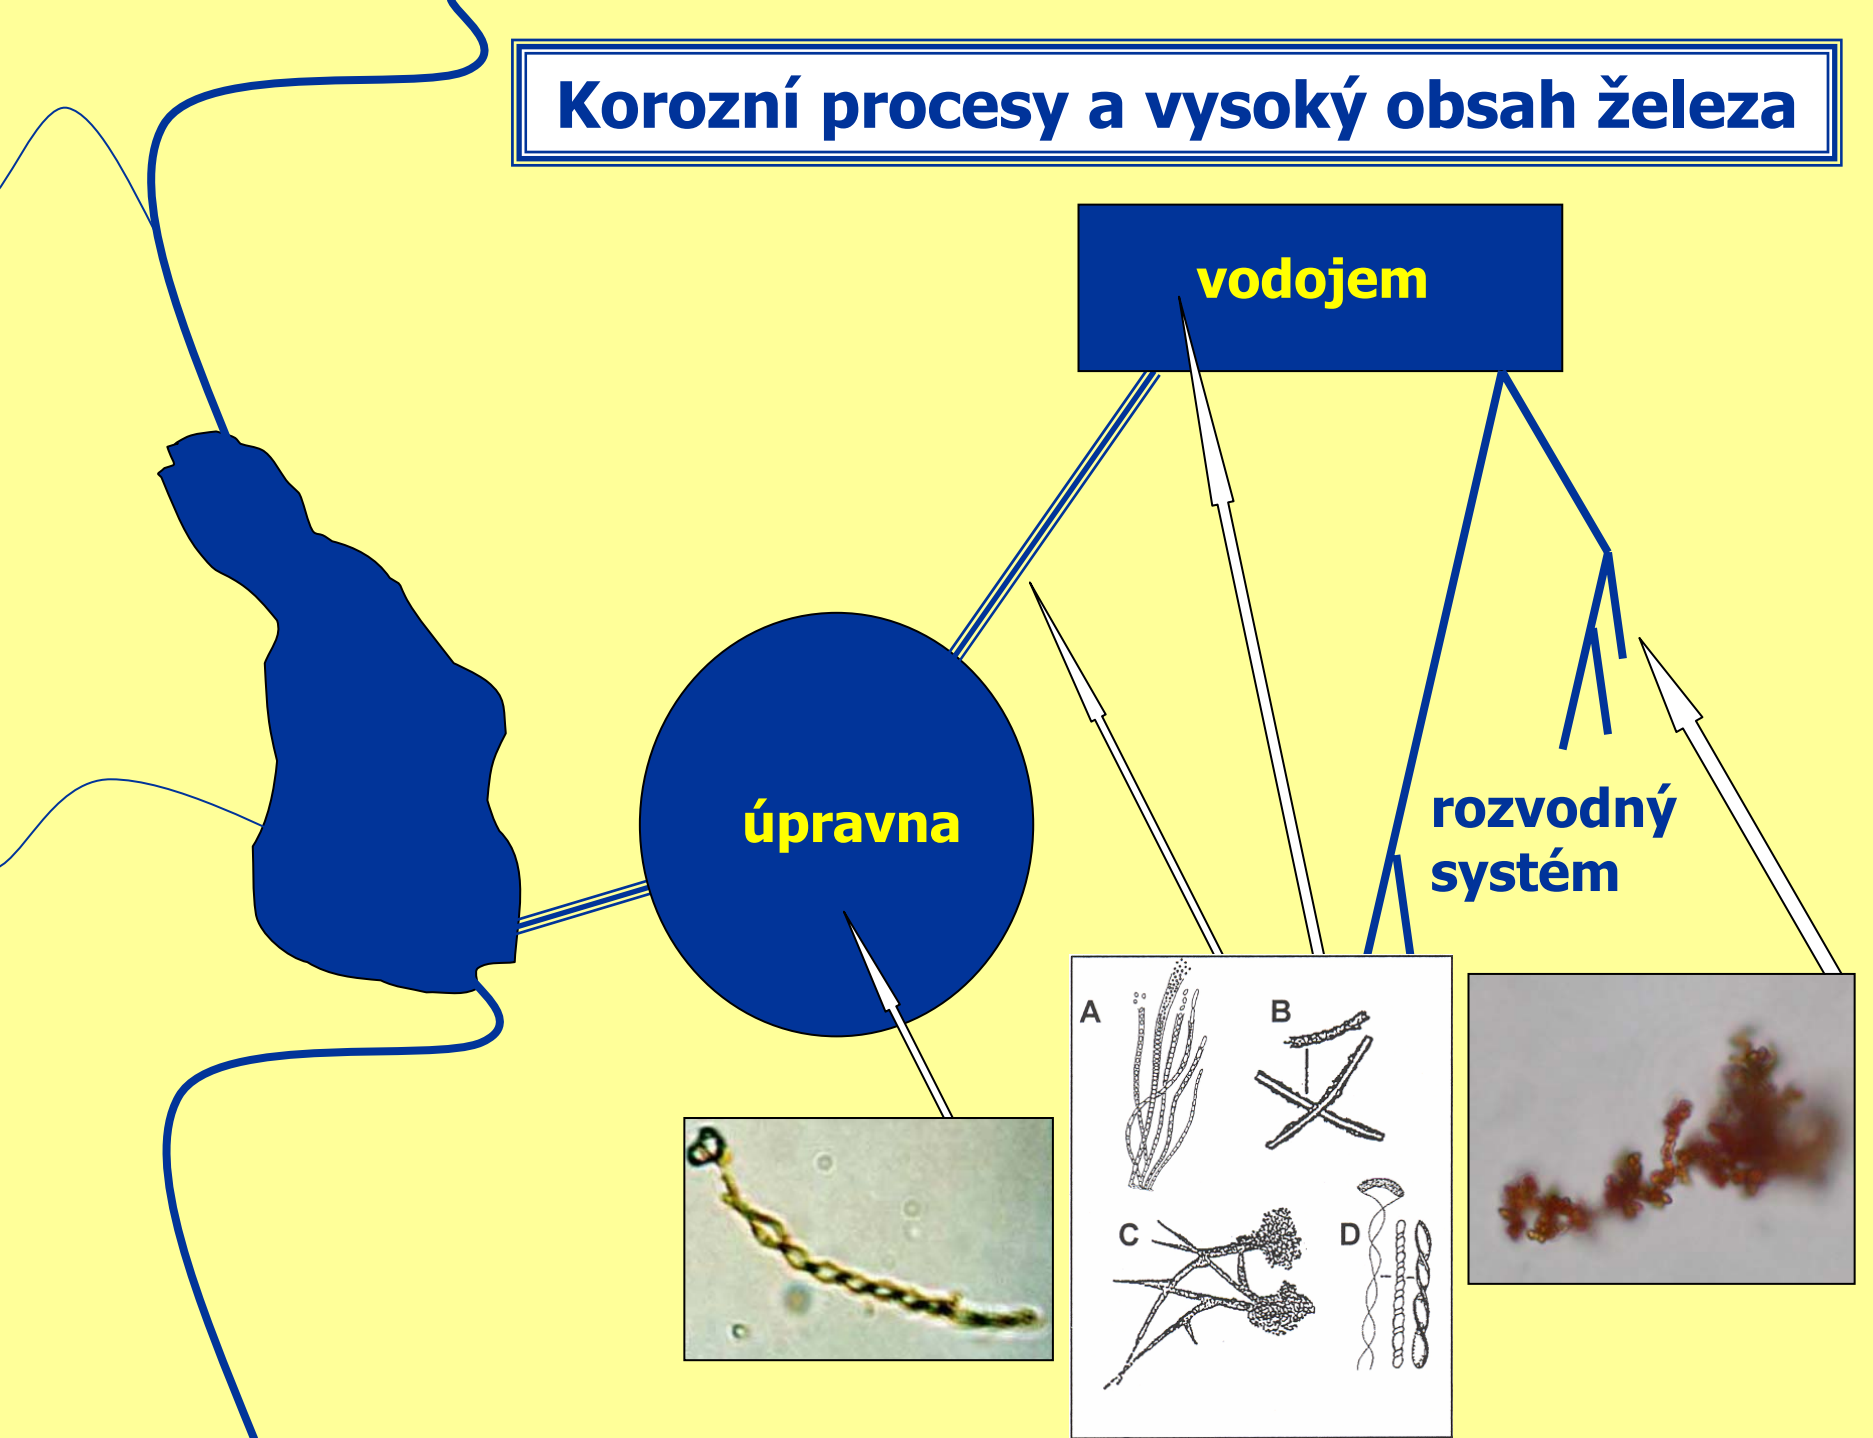 Korozní procesy a vysoký obsah železa
vodojem
úpravna
rozvodný
systém
A
B
C
D